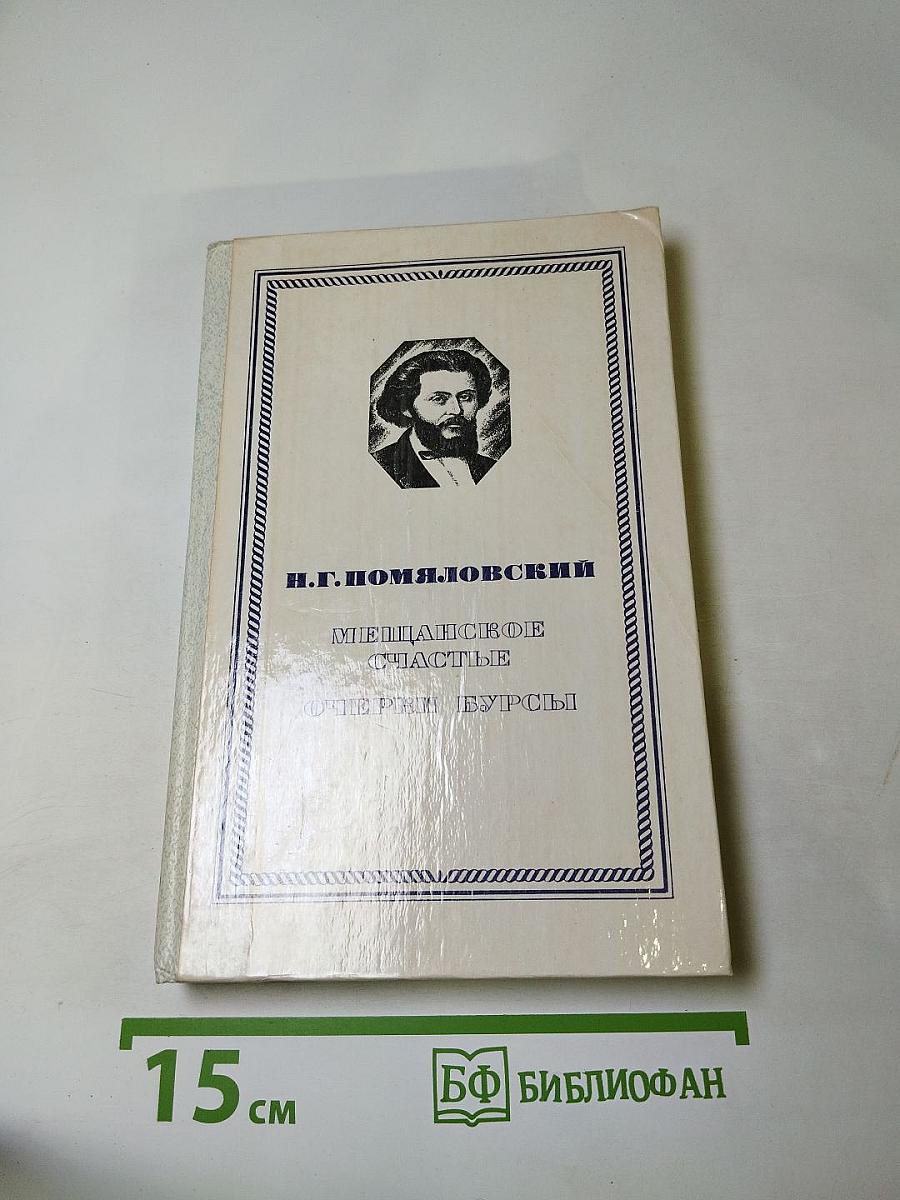 Н.Г.ПОМЯЛОВСКИЙ
МЕЩАНСКОЕ
СЧАСТЬЕ
ОЧЕРКИ БУРСЫ
15 см
БФ БИБЛИОФАН